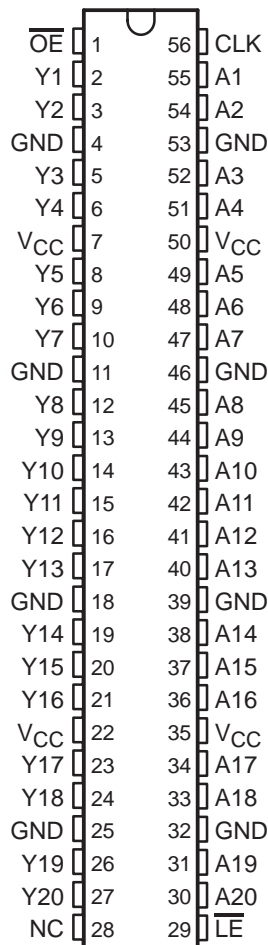 O̅E̅ 1 56 CLK
Y1 2 55 A1
Y2 3 54 A2
GND 4 53 GND
Y3 5 52 A3
Y4 6 51 A4
VCC 7 50 VCC
Y5 8 49 A5
Y6 9 48 A6
Y7 10 47 A7
GND 11 46 GND
Y8 12 45 A8
Y9 13 44 A9
Y10 14 43 A10
Y11 15 42 A11
Y12 16 41 A12
Y13 17 40 A13
GND 18 39 GND
Y14 19 38 A14
Y15 20 37 A15
Y16 21 36 A16
VCC 22 35 VCC
Y17 23 34 A17
Y18 24 33 A18
GND 25 32 GND
Y19 26 31 A19
Y20 27 30 A20
NC 28 29 L̅E̅